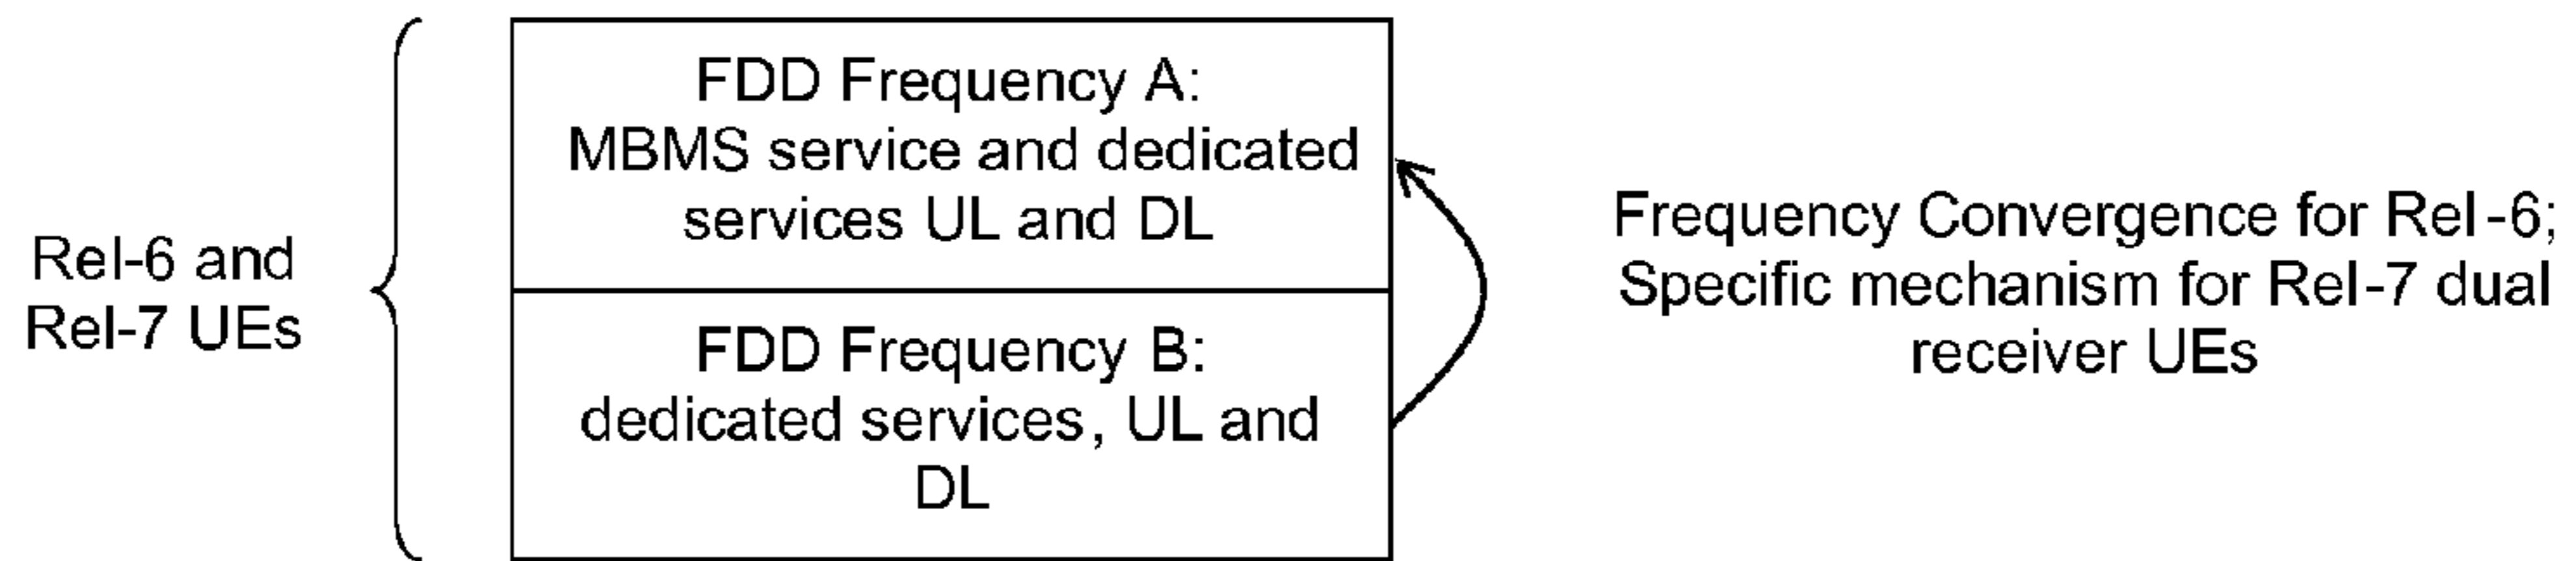 Rel-6 and
Rel-7 UEs
FDD Frequency A:
MBMS service and dedicated
services UL and DL
FDD Frequency B:
dedicated services, UL and
DL
Frequency Convergence for Rel-6;
Specific mechanism for Rel-7 dual
receiver UEs